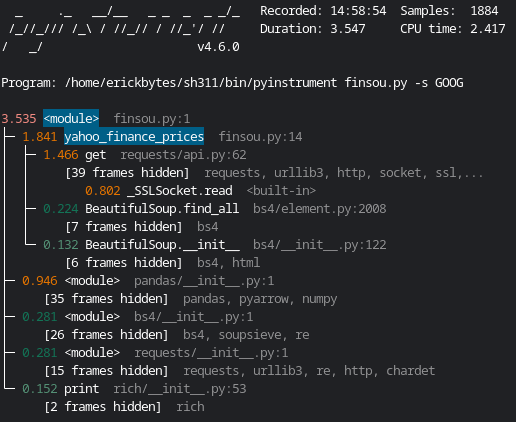 _     ._   __/__   _ _  _  _ _/_   Recorded: 14:58:54  Samples:  1884
 /_//_/// /_\ / //_// / //_'/ //     Duration: 3.547     CPU time: 2.417
/   _/                      v4.6.0
Program: /home/erickbytes/sh311/bin/pyinstrument finsou.py -s GOOG
3.535 <module>  finsou.py:1
├─ 1.841 yahoo_finance_prices  finsou.py:14
│  ├─ 1.466 get  requests/api.py:62
│  │     [39 frames hidden]  requests, urllib3, http, socket, ssl,...
│  │        0.802 _SSLSocket.read  <built-in>
│  ├─ 0.224 BeautifulSoup.find_all  bs4/element.py:2008
│  │     [7 frames hidden]  bs4
│  └─ 0.132 BeautifulSoup.__init__  bs4/__init__.py:122
│        [6 frames hidden]  bs4, html
├─ 0.946 <module>  pandas/__init__.py:1
│     [35 frames hidden]  pandas, pyarrow, numpy
├─ 0.281 <module>  bs4/__init__.py:1
│     [26 frames hidden]  bs4, soupsieve, re
├─ 0.281 <module>  requests/__init__.py:1
│     [15 frames hidden]  requests, urllib3, re, http, chardet
└─ 0.152 print  rich/__init__.py:53
      [2 frames hidden]  rich